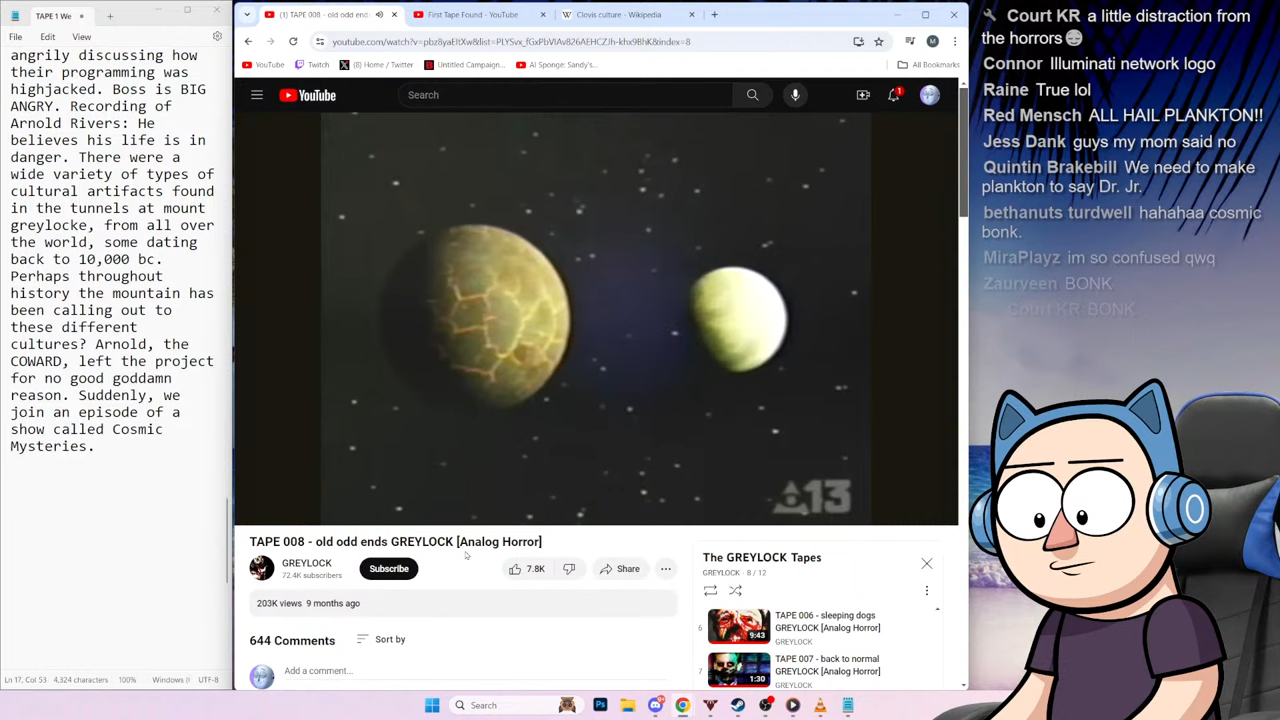 TAPE 1 We
File
Edit
View
angrily discussing how
their programming was
highjacked. Boss is BIG
ANGRY. Recording of
Arnold Rivers: He
believes his life is in
danger. There were a
wide variety of types of
cultural artifacts found
in the tunnels at mount
greylocke, from all over
the world, some dating
back to 10,000 bc.
Perhaps throughout
history the mountain has
been calling out to
these different
cultures? Arnold, the
COWARD, left the project
for no good goddamn
reason. Suddenly, we
join an episode of a
show called Cosmic
Mysteries.
4,324 characters
100%
UTF-8
(1) TAPE 008 - old odd ends
First Tape Found - YouTube
Clovis culture - Wikipedia
YouTube
Twitch
(8) Home / Twitter
Untitled Campaign...
AI Sponge: Sandy's...
All Bookmarks
YouTube
Search
13
TAPE 008 - old odd ends GREYLOCK [Analog Horror]
GREYLOCK
72.4K subscribers
Subscribe
7.8K
Share
203K views 9 months ago
644 Comments
Sort by
Add a comment...
The GREYLOCK Tapes
GREYLOCK - 8 / 12
6
9:43
TAPE 006 - sleeping dogs
GREYLOCK [Analog Horror]
GREYLOCK
7
1:30
TAPE 007 - back to normal
GREYLOCK [Analog Horror]
GREYLOCK
Search
Court KR a little distraction from
the horrors
Connor Illuminati network logo
Raine True lol
Red Mensch ALL HAIL PLANKTON!!
Jess Dank guys my mom said no
Quintin Brakebill We need to make
plankton to say Dr. Jr.
bethanuts turdwell hahahaa cosmic
bonk.
MiraPlayz im so confused qwq
Zauryeen BONK
Court KR BONK